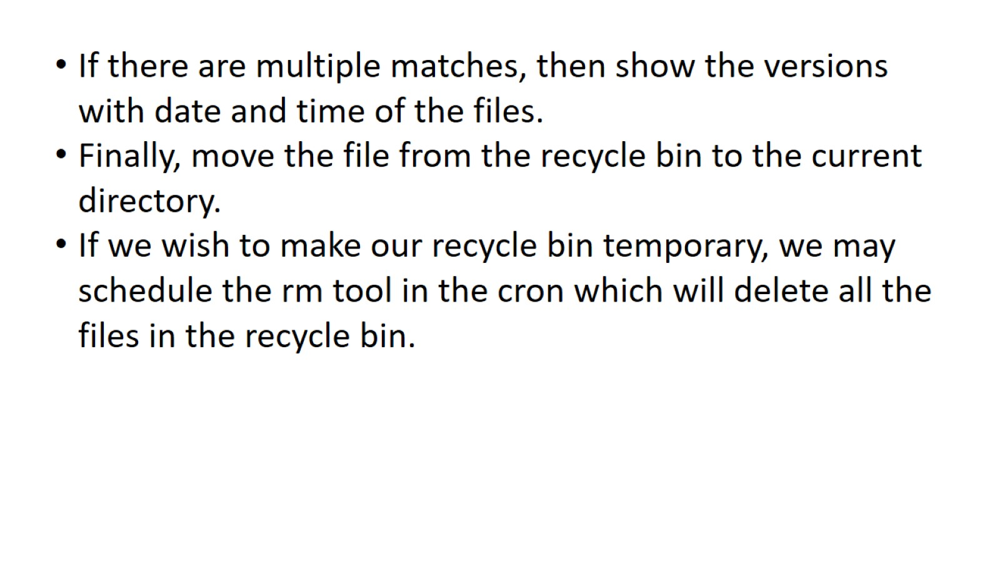 • If there are multiple matches, then show the versions
with date and time of the files.
• Finally, move the file from the recycle bin to the current
directory.
• If we wish to make our recycle bin temporary, we may
schedule the rm tool in the cron which will delete all the
files in the recycle bin.